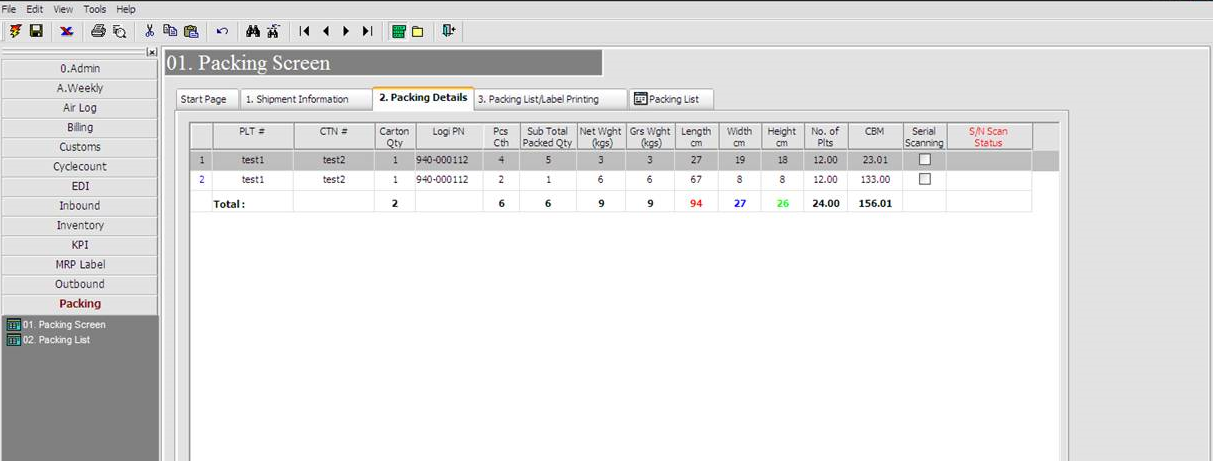 File Edit View Tools Help
01. Packing Screen
0.Admin
A.Weekly
Air Log
Billing
Customs
Cyclecount
EDI
Inbound
Inventory
KPI
MRP Label
Outbound
Packing
01. Packing Screen
02. Packing List
Start Page 1. Shipment Information 2. Packing Details 3. Packing List/Label Printing Packing List
PLT # CTN # Carton Qty Logi PN Pcs Cth Sub Total Packed Qty Net Wght (kgs) Grs Wght (kgs) Length cm Width cm Height cm No. of Plts CBM Serial Scanning S/N Scan Status
1 test1 test2 1 940-000112 4 5 3 3 27 19 18 12.00 23.01
2 test1 test2 1 940-000112 2 1 6 6 67 8 8 12.00 133.00
Total : 2 6 6 9 9 94 27 26 24.00 156.01